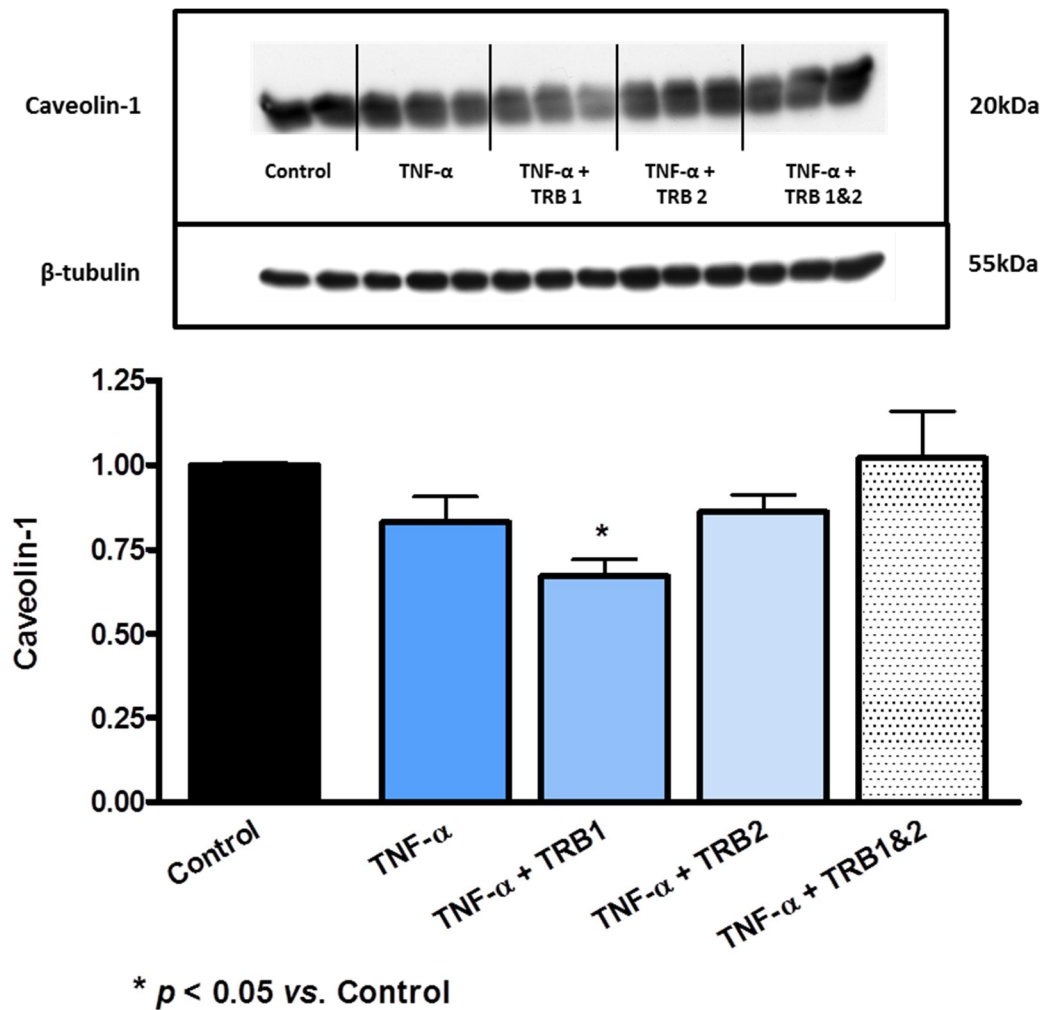 Caveolin-1
20kDa
Control
TNF-α
TNF-α +
TRB 1
TNF-α +
TRB 2
TNF-α +
TRB 1&2
β-tubulin
55kDa
1.25
1.00
0.75
0.50
0.25
0.00
Caveolin-1
*
Control
TNF-α
TNF-α + TRB1
TNF-α + TRB2
TNF-α + TRB1&2
* p < 0.05 vs. Control